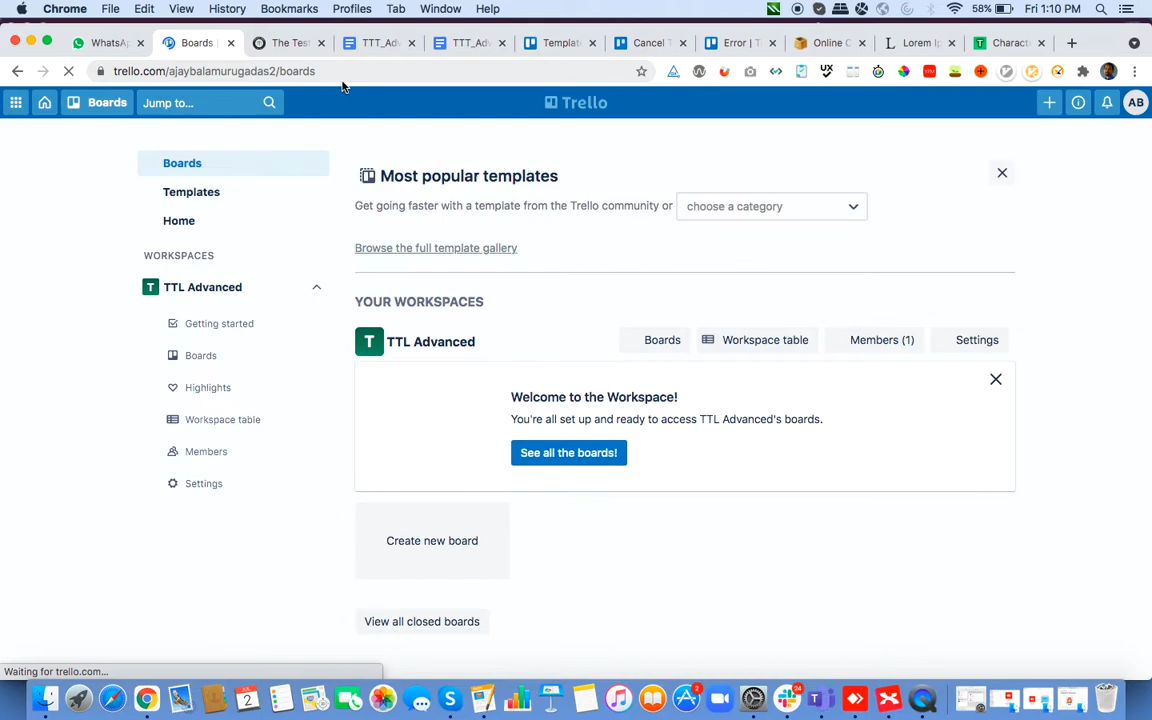 Chrome File Edit View History Bookmarks Profiles Tab Window Help 58% Fri 1:10 PM
WhatsA Boards The Test TTT_Adv TTT_Adv Templat Cancel T Error | T Online C Lorem Ip Charact
trello.com/ajaybalamurugadas2/boards
Boards Jump to... Trello AB
Boards
Templates
Home
WORKSPACES
T TTL Advanced
Getting started
Boards
Highlights
Workspace table
Members
Settings
Most popular templates
Get going faster with a template from the Trello community or choose a category
Browse the full template gallery
YOUR WORKSPACES
T TTL Advanced Boards Workspace table Members (1) Settings
Welcome to the Workspace!
You're all set up and ready to access TTL Advanced's boards.
See all the boards!
Create new board
View all closed boards
Waiting for trello.com...